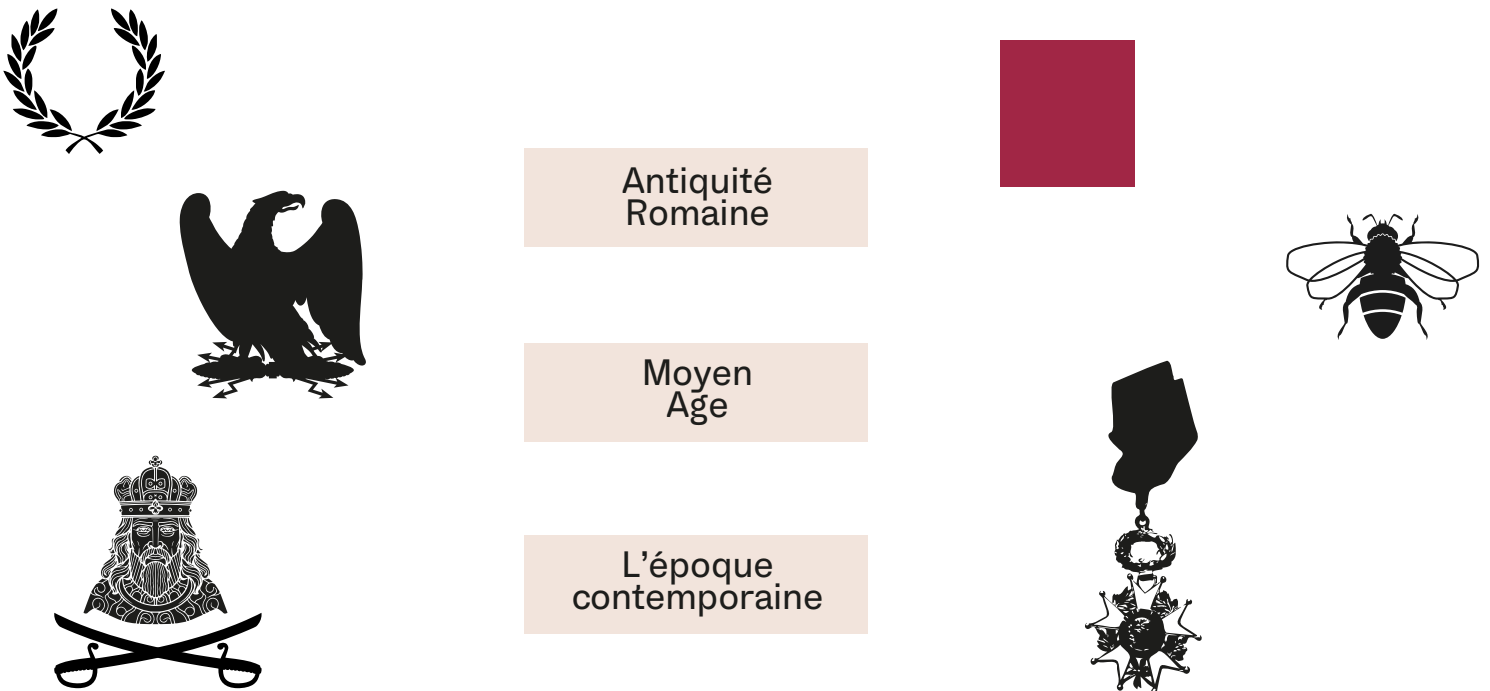 Antiquité
Romaine
Moyen
Age
L’époque
contemporaine